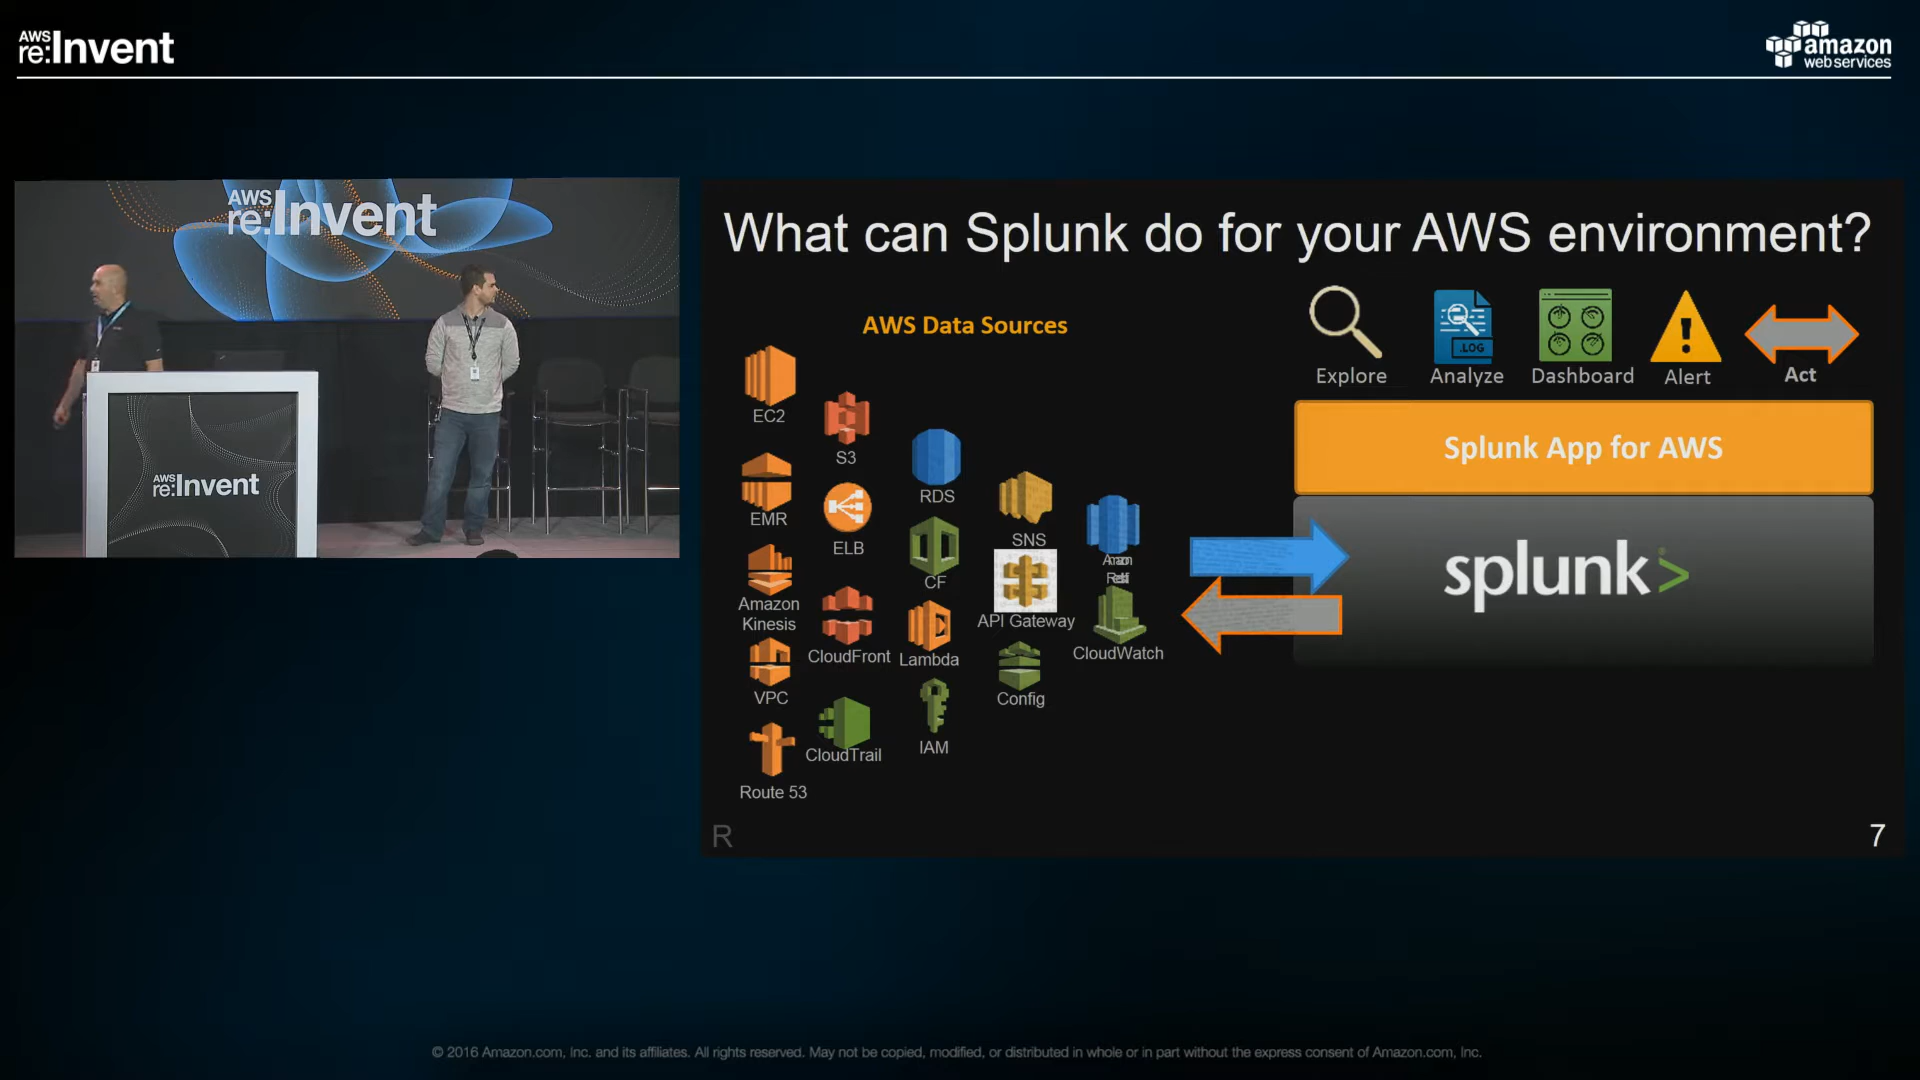 AWS
re:Invent
amazon
web services
AWS
re:Invent
AWS
re:Invent
What can Splunk do for your AWS environment?
AWS Data Sources
EC2
S3
RDS
EMR
ELB
SNS
CF
Amazon
Kinesis
API Gateway
CloudFront
Lambda
CloudWatch
VPC
Config
CloudTrail
IAM
Route 53
.LOG
Explore
Analyze
Dashboard
Alert
Act
Splunk App for AWS
splunk>
R
7
© 2016 Amazon.com, Inc. and its affiliates. All rights reserved. May not be copied, modified, or distributed in whole or in part without the express consent of Amazon.com, Inc.